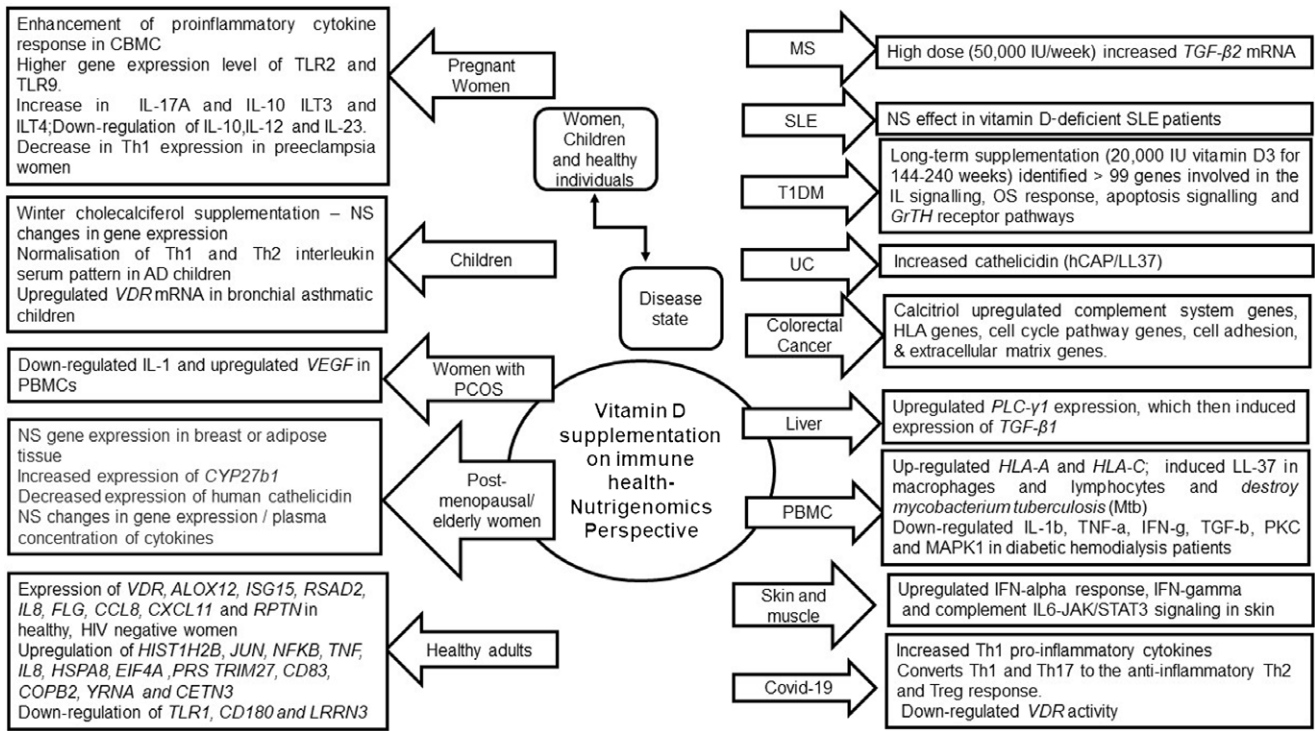 Enhancement of proinflammatory cytokine
response in CBMC
Higher gene expression level of TLR2 and
TLR9.
Increase in IL-17A and IL-10 ILT3 and
ILT4;Down-regulation of IL-10,IL-12 and IL-23.
Decrease in Th1 expression in preeclampsia
women
Pregnant
Women
Winter cholecalciferol supplementation – NS
changes in gene expression
Normalisation of Th1 and Th2 interleukin
serum pattern in AD children
Upregulated VDR mRNA in bronchial asthmatic
children
Children
Down-regulated IL-1 and upregulated VEGF in
PBMCs
Women with
PCOS
NS gene expression in breast or adipose
tissue
Increased expression of CYP27b1
Decreased expression of human cathelicidin
NS changes in gene expression / plasma
concentration of cytokines
Post-
menopausal/
elderly women
Expression of VDR, ALOX12, ISG15, RSAD2,
IL8, FLG, CCL8, CXCL11 and RPTN in
healthy, HIV negative women
Upregulation of HIST1H2B, JUN, NFKB, TNF,
IL8, HSPA8, EIF4A ,PRS TRIM27, CD83,
COPB2, YRNA and CETN3
Down-regulation of TLR1, CD180 and LRRN3
Healthy adults
Women,
Children
and healthy
individuals
Disease
state
Vitamin D
supplementation
on immune
health-
Nutrigenomics
Perspective
MS
High dose (50,000 IU/week) increased TGF-β2 mRNA
SLE
NS effect in vitamin D-deficient SLE patients
T1DM
Long-term supplementation (20,000 IU vitamin D3 for
144-240 weeks) identified > 99 genes involved in the
IL signalling, OS response, apoptosis signalling and
GrTH receptor pathways
UC
Increased cathelicidin (hCAP/LL37)
Colorectal
Cancer
Calcitriol upregulated complement system genes,
HLA genes, cell cycle pathway genes, cell adhesion,
& extracellular matrix genes.
Liver
Upregulated PLC-γ1 expression, which then induced
expression of TGF-β1
PBMC
Up-regulated HLA-A and HLA-C; induced LL-37 in
macrophages and lymphocytes and destroy
mycobacterium tuberculosis (Mtb)
Down-regulated IL-1b, TNF-a, IFN-g, TGF-b, PKC
and MAPK1 in diabetic hemodialysis patients
Skin and
muscle
Upregulated IFN-alpha response, IFN-gamma
and complement IL6-JAK/STAT3 signaling in skin
Covid-19
Increased Th1 pro-inflammatory cytokines
Converts Th1 and Th17 to the anti-inflammatory Th2
and Treg response.
Down-regulated VDR activity